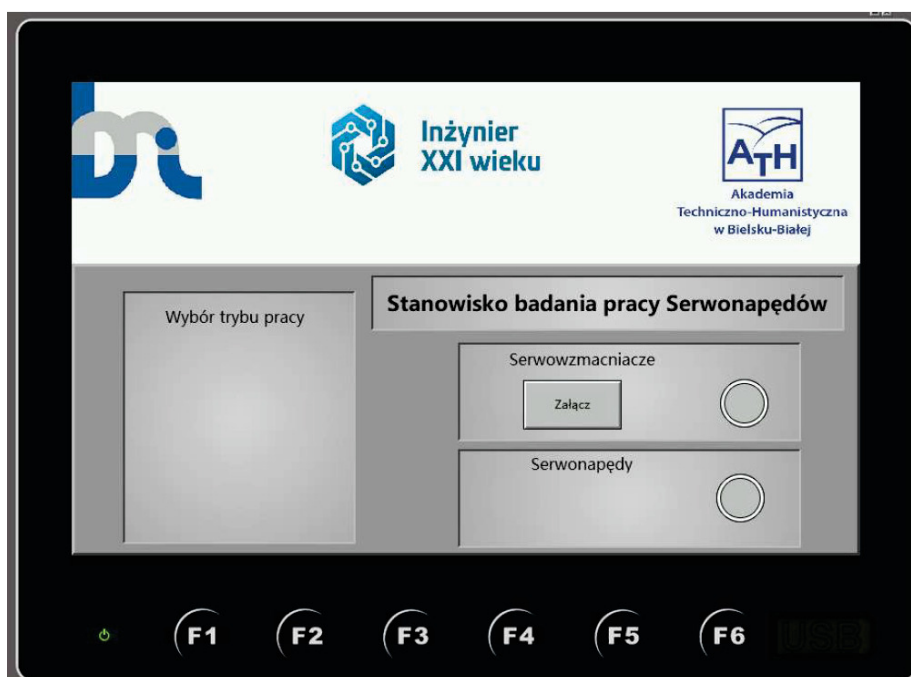 Inżynier
XXI wieku
ATH
Akademia
Techniczno-Humanistyczna
w Bielsku-Białej
Stanowisko badania pracy Serwonapędów
Wybór trybu pracy
Serwowzmacniacze
Załącz
Serwonapędy
F1 F2 F3 F4 F5 F6
USB